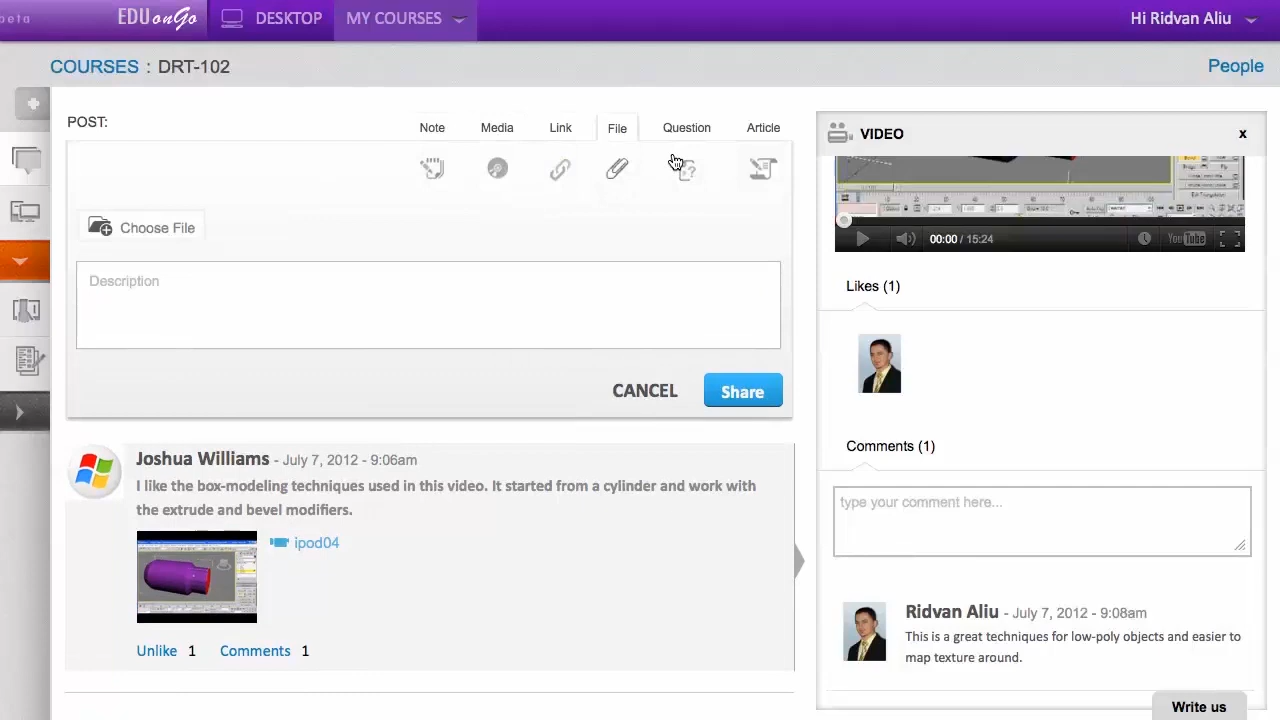 beta
EDUonGo
DESKTOP
MY COURSES
Hi Ridvan Aliu
COURSES : DRT-102
People
POST:
Note
Media
Link
File
Question
Article
Choose File
Description
CANCEL
Share
Joshua Williams - July 7, 2012 - 9:06am
I like the box-modeling techniques used in this video. It started from a cylinder and work with
the extrude and bevel modifiers.
ipod04
Unlike 1
Comments 1
VIDEO
x
00:00 / 15:24
YouTube
Likes (1)
Comments (1)
type your comment here...
Ridvan Aliu - July 7, 2012 - 9:08am
This is a great techniques for low-poly objects and easier to
map texture around.
Write us